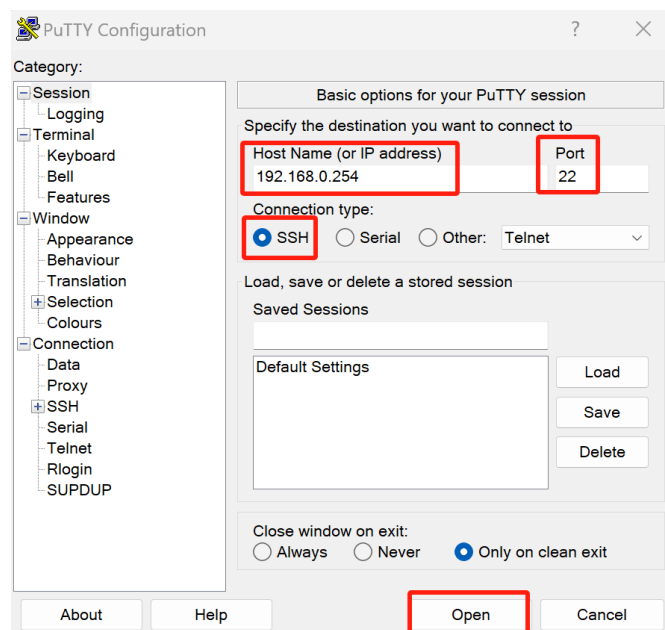 PuTTY Configuration
?
Category:
Session
Logging
Terminal
Keyboard
Bell
Features
Window
Appearance
Behaviour
Translation
Selection
Colours
Connection
Data
Proxy
SSH
Serial
Telnet
Rlogin
SUPDUP
Basic options for your PuTTY session
Specify the destination you want to connect to
Host Name (or IP address) Port
192.168.0.254 22
Connection type:
SSH Serial Other: Telnet
Load, save or delete a stored session
Saved Sessions
Default Settings
Load
Save
Delete
Close window on exit:
Always Never Only on clean exit
About Help Open Cancel